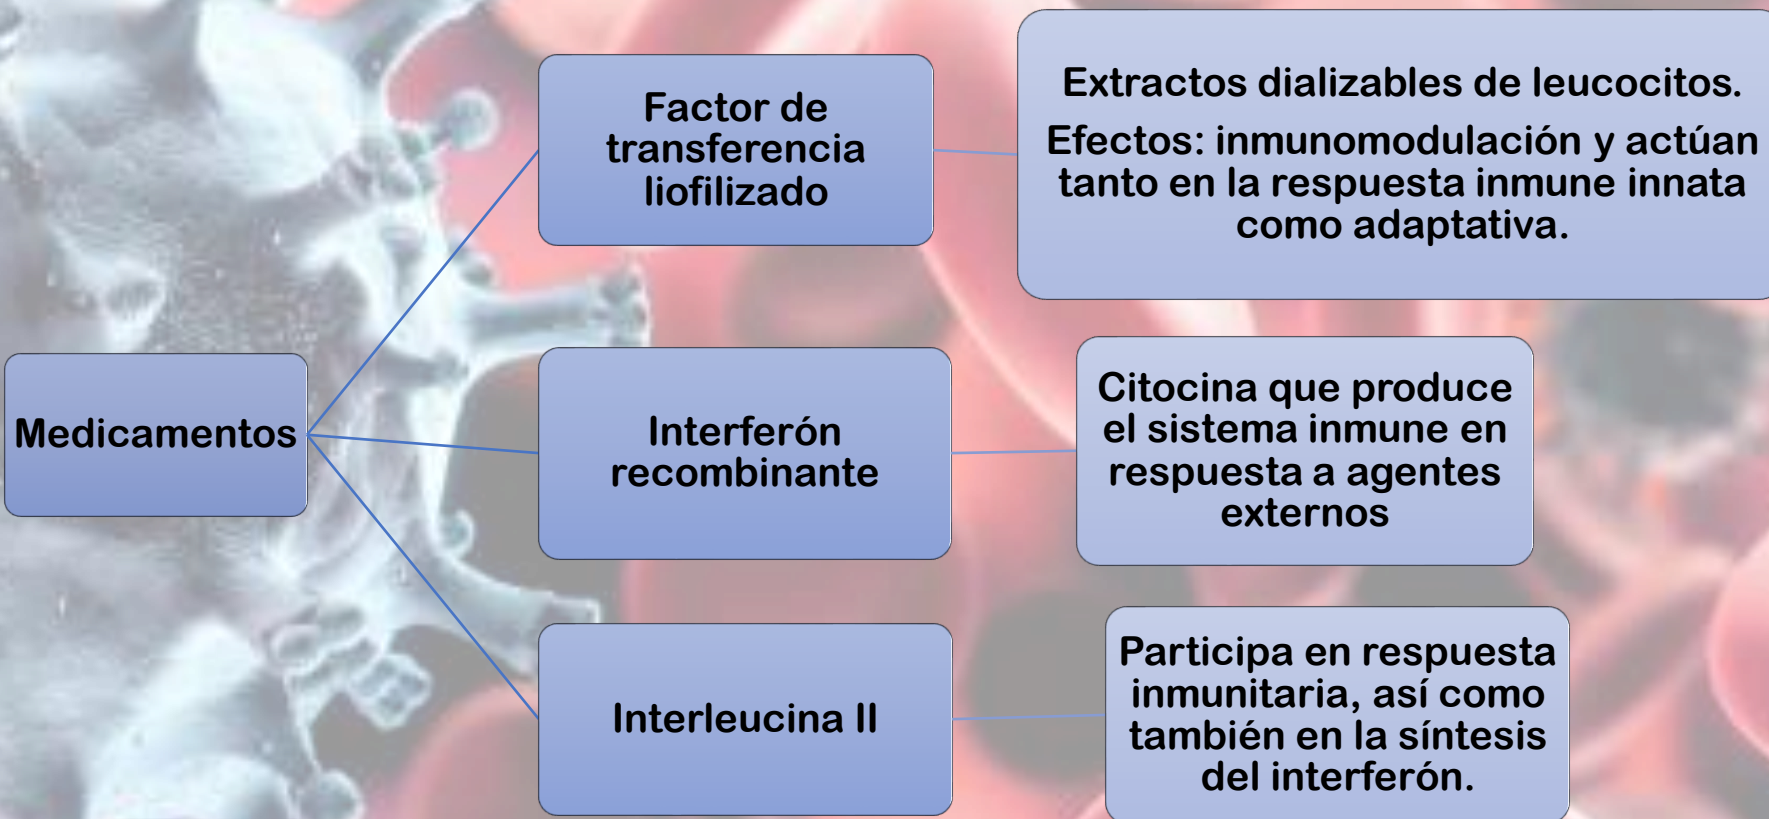 Medicamentos
Factor de
transferencia
liofilizado
Extractos dializables de leucocitos.
Efectos: inmunomodulación y actúan
tanto en la respuesta inmune innata
como adaptativa.
Interferón
recombinante
Citocina que produce
el sistema inmune en
respuesta a agentes
externos
Interleucina II
Participa en respuesta
inmunitaria, así como
también en la síntesis
del interferón.